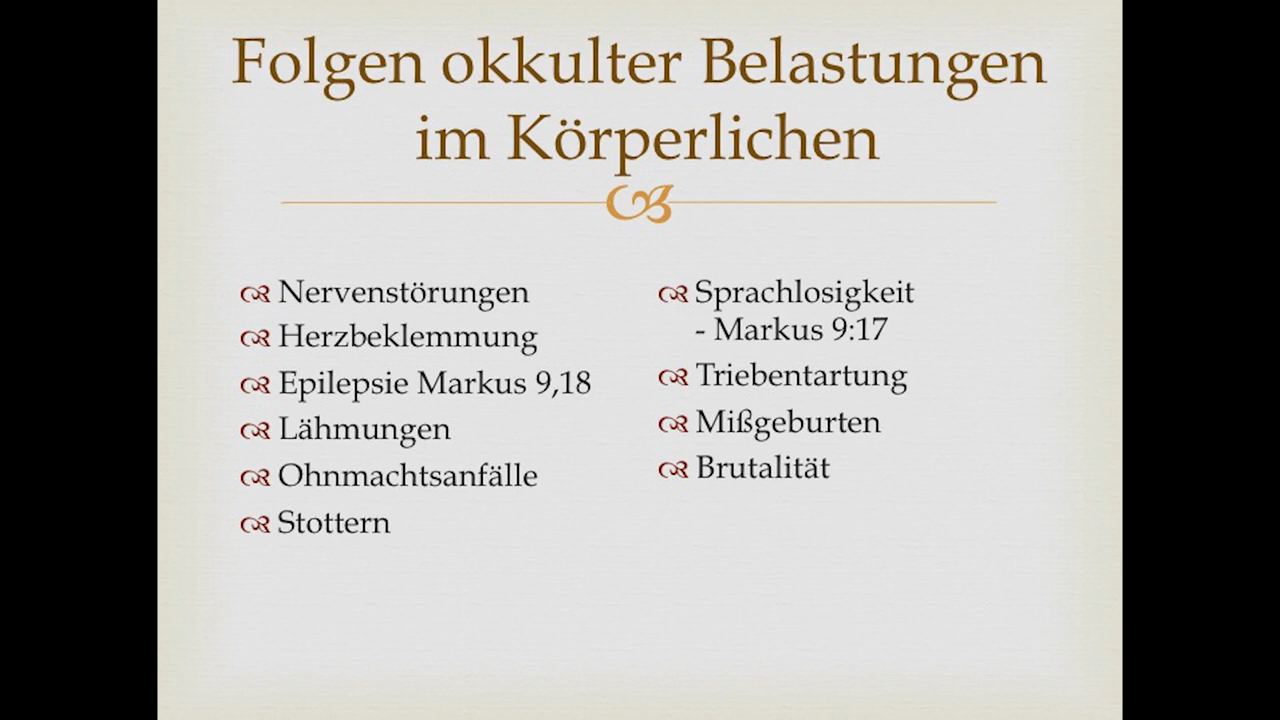 Folgen okkulter Belastungen
im Körperlichen
Nervenstörungen
Herzbeklemmung
Epilepsie Markus 9,18
Lähmungen
Ohnmachtsanfälle
Stottern
Sprachlosigkeit
- Markus 9:17
Triebentartung
Mißgeburten
Brutalität